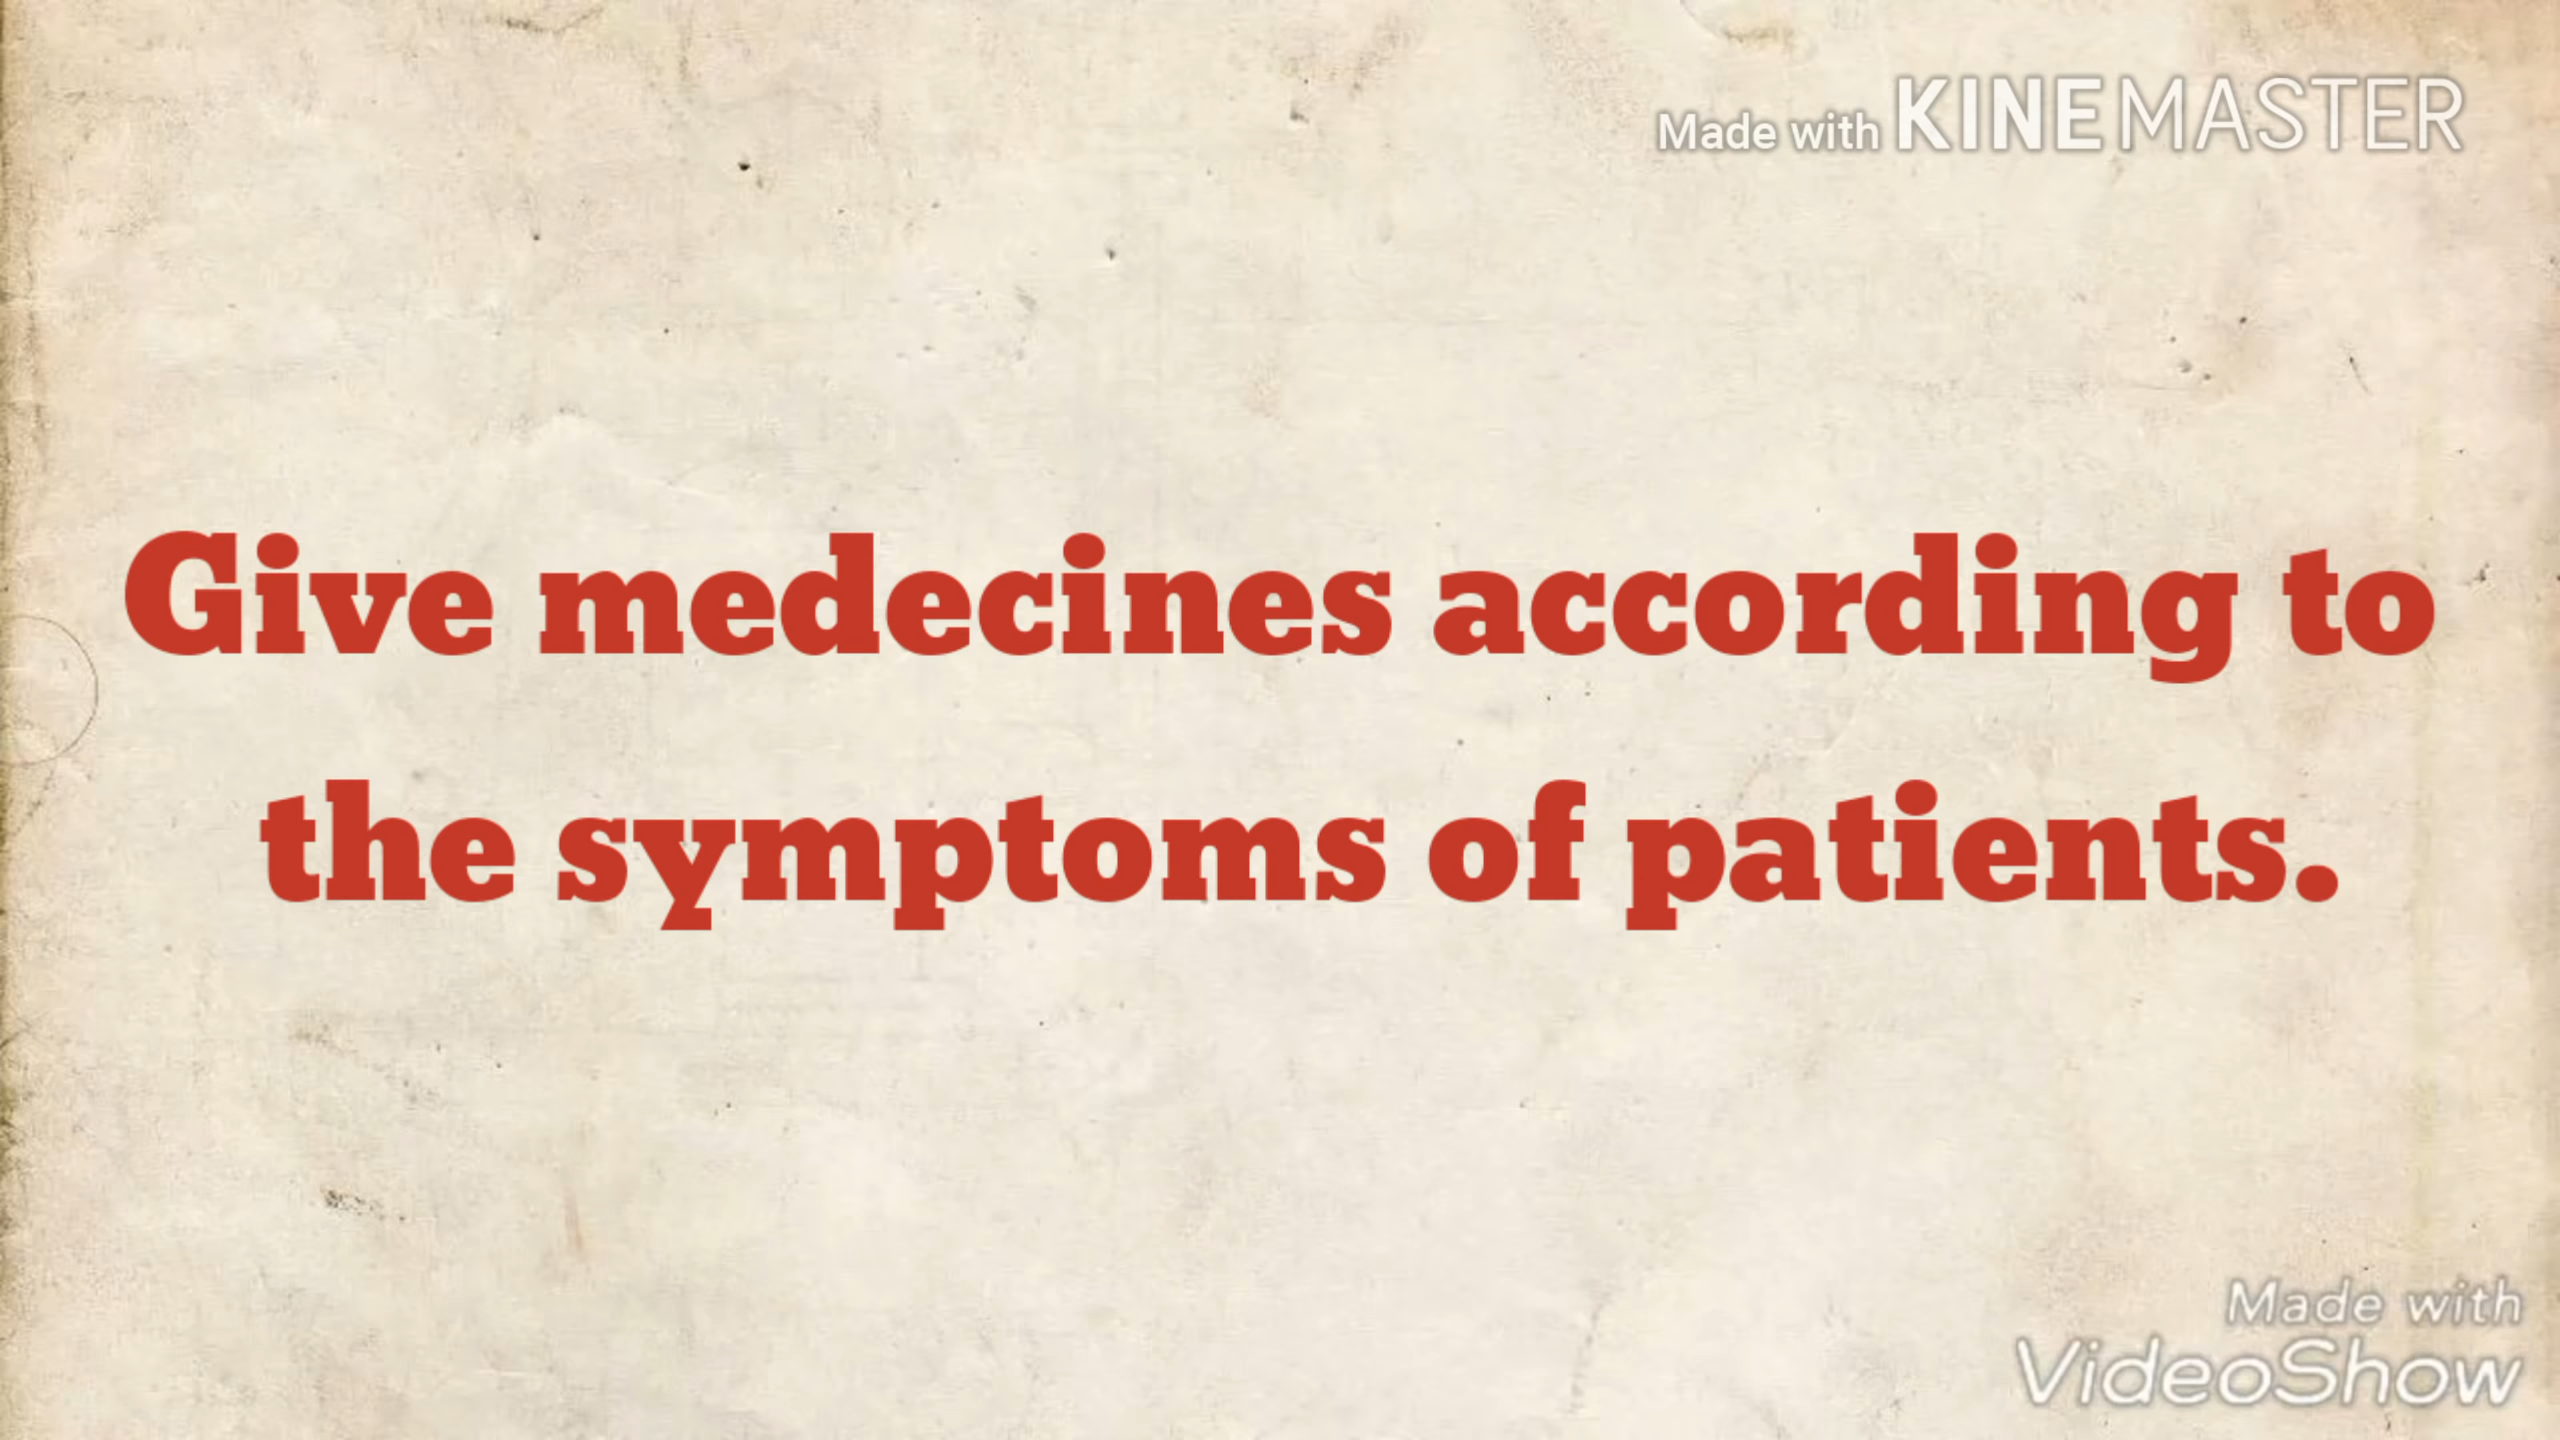 Made with KINEMASTER
Give medecines according to
the symptoms of patients.
Made with
VideoShow